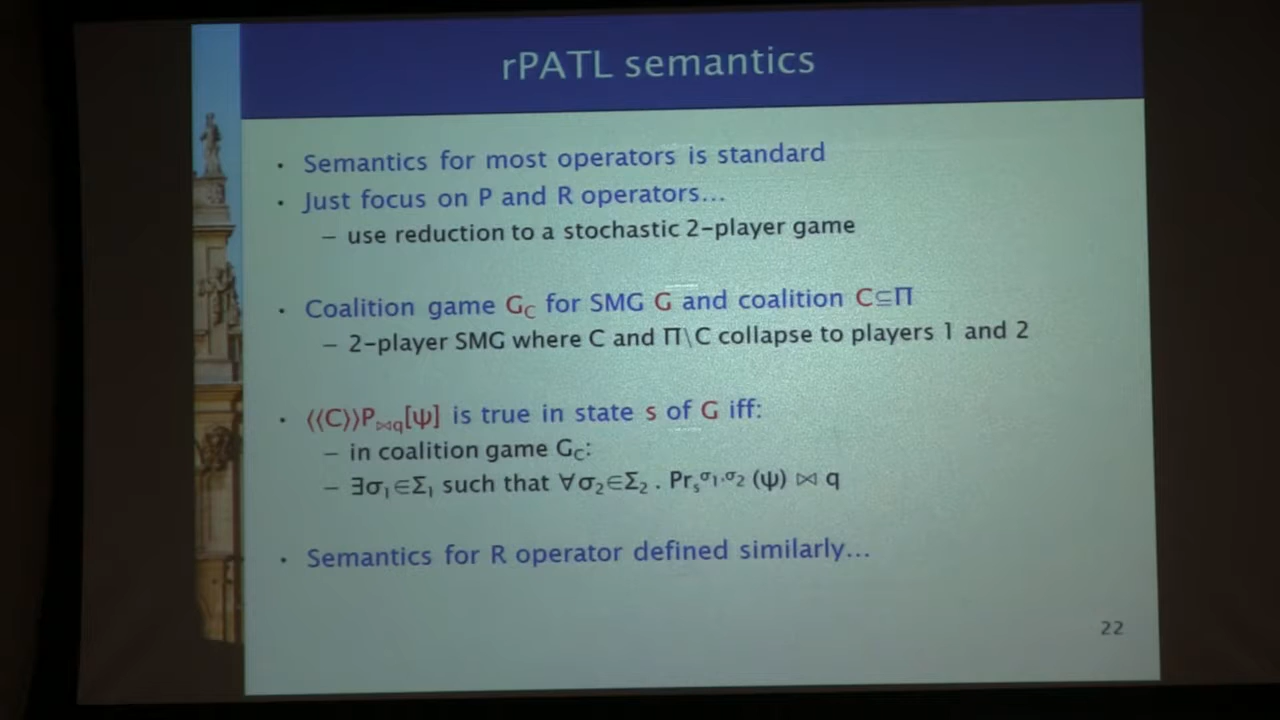 rPATL semantics
· Semantics for most operators is standard
· Just focus on P and R operators…
– use reduction to a stochastic 2-player game
· Coalition game G_C for SMG G and coalition C⊆Π
– 2-player SMG where C and Π\C collapse to players 1 and 2
· ⟨⟨C⟩⟩P⋈q[ψ] is true in state s of G iff:
– in coalition game G_C:
– ∃σ₁∈Σ₁ such that ∀σ₂∈Σ₂ . Pr_s^σ₁,σ₂ (ψ) ⋈ q
· Semantics for R operator defined similarly…
22